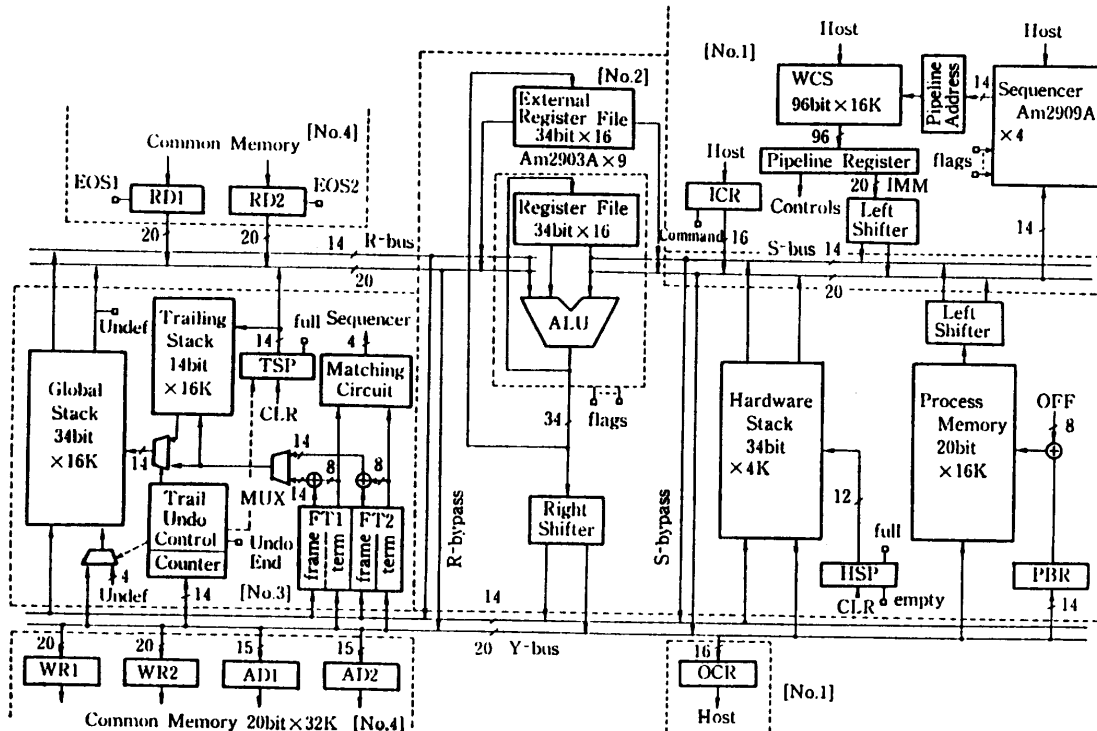 Host
Host
[No.1]
WCS
96bit×16K
Pipeline
Address
14
Sequencer
Am2909A
×4
[No.2]
External
Register File
34bit×16
Am2903A×9
[No.4]
Common Memory
96
flags
Host
Pipeline Register
EOS1
RD1
RD2
EOS2
ICR
20
IMM
Controls
Left
Shifter
Register File
34bit×16
Command
16
14
20
20
14
R-bus
20
S-bus
14
20
Undef
Trailing
Stack
14bit
×16K
14
full
TSP
CLR
Sequencer
4
Matching
Circuit
ALU
flags
34
Left
Shifter
Global
Stack
34bit
×16K
14
Hardware
Stack
34bit
×4K
Process
Memory
20bit
×16K
OFF
8
MUX
14
14
8
8
Trail
Undo
Control
Counter
Undo
End
FT1
FT2
frame
term
frame
term
Right
Shifter
R-bypass
S-bypass
12
full
HSP
CLR
empty
PBR
14
4
Undef
14
[No.3]
14
20
Y-bus
20
WR1
20
WR2
15
AD1
15
AD2
16
OCR
[No.1]
Host
Common Memory 20bit×32K
[No.4]